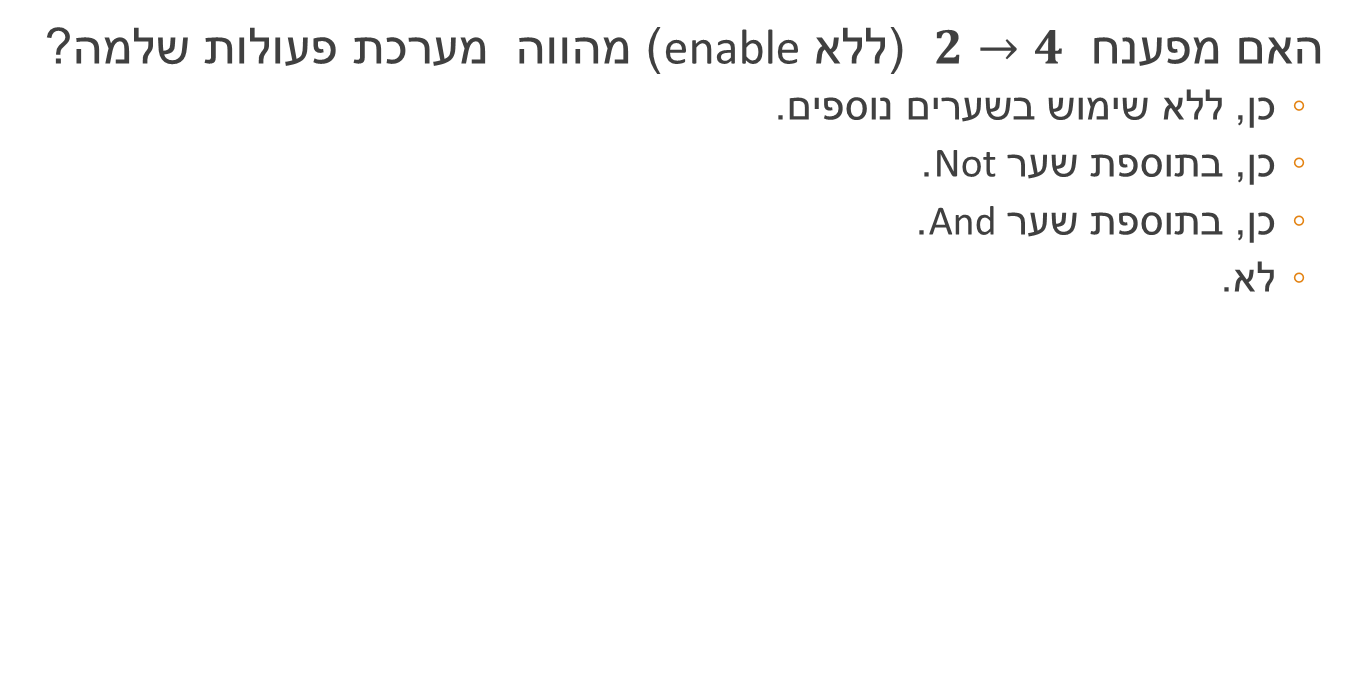 האם מפענח 2 → 4 (ללא enable) מהווה מערכת פעולות שלמה?
◦ כן, ללא שימוש בשערים נוספים.
◦ כן, בתוספת שער Not.
◦ כן, בתוספת שער And.
◦ לא.